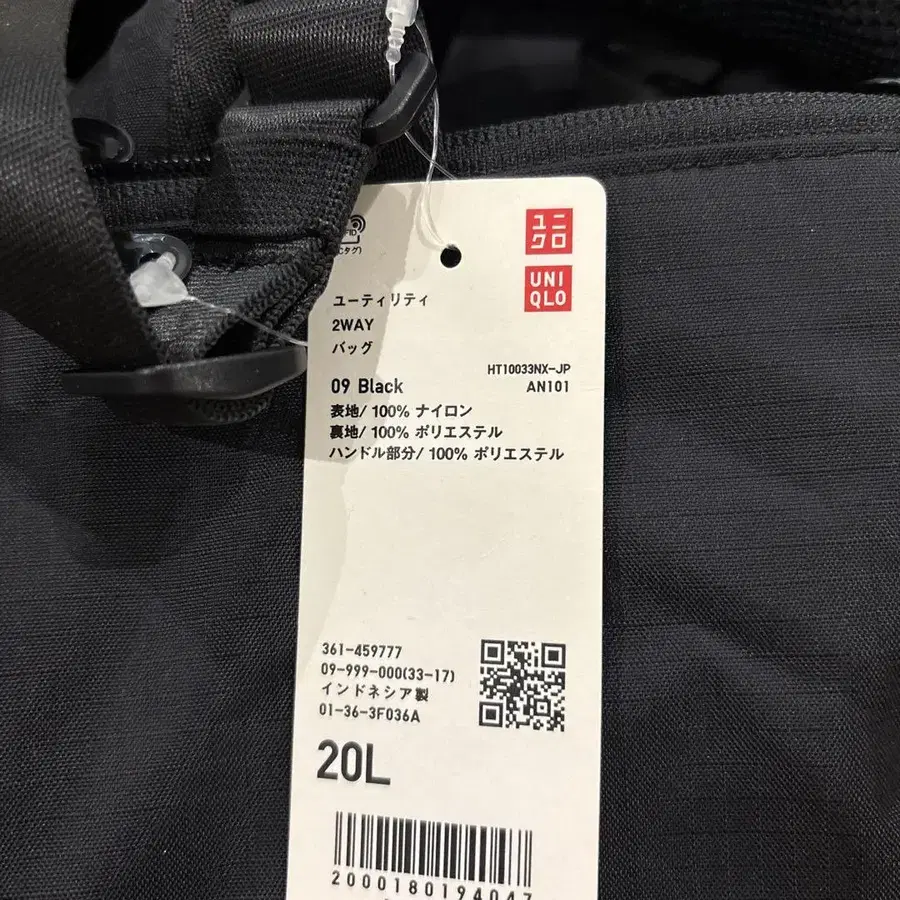 ユニ
クロ
UNI
QLO
ユーティリティ
2WAY
バッグ
HT10033NX-JP
09 Black
AN101
表地/ 100% ナイロン
裏地/ 100% ポリエステル
ハンドル部分/ 100% ポリエステル
361-459777
09-999-000(33-17)
インドネシア製
01-36-3F036A
20L
2000180194047